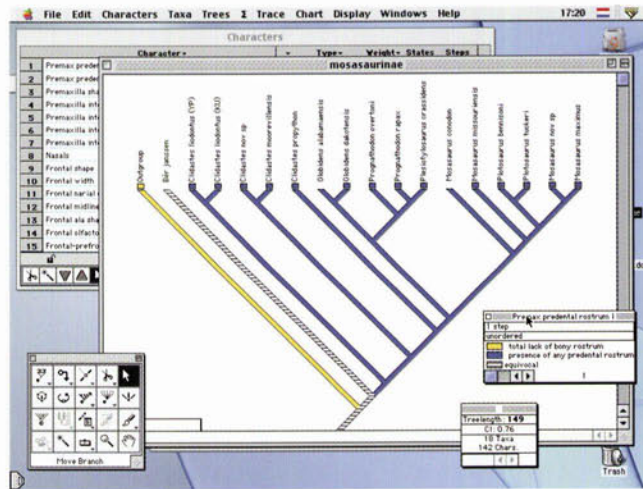 File Edit Characters Taxa Trees Σ Trace Chart Display Windows Help 17:20
Characters
Character Type Weight States Steps
1 Premax preden
2 Premax preden
3 Premaxilla sha
4 Premaxilla inte
5 Premaxilla inte
6 Premaxilla inte
7 Premaxilla inte
8 Nasals
9 Frontal shape
10 Frontal width
11 Frontal narial e
12 Frontal midline
13 Frontal ala shap
14 Frontal olfacto
15 Frontal-prefro
mosasaurinae
Outgroup
Bår janssen
Clidastes liodontus (YP)
Clidastes liodontus (KU)
Clidastes nov sp
Clidastes moorevillensis
Clidastes propython
Globidens alabamaensis
Globidens dakotensis
Prognathodon overtoni
Prognathodon rapax
Plesiotylosaurus crassidens
Mosasaurus conodon
Mosasaurus missouriensis
Plotosaurus bennisoni
Plotosaurus tuckeri
Mosasaurus nov sp
Mosasaurus maximus
Premax predental rostrum I
1 step
unordered
total lack of bony rostrum
presence of any predental rostrum
equivocal
Treelength: 149
CI: 0.76
18 Taxa
142 Chars.
Move Branch
Trash